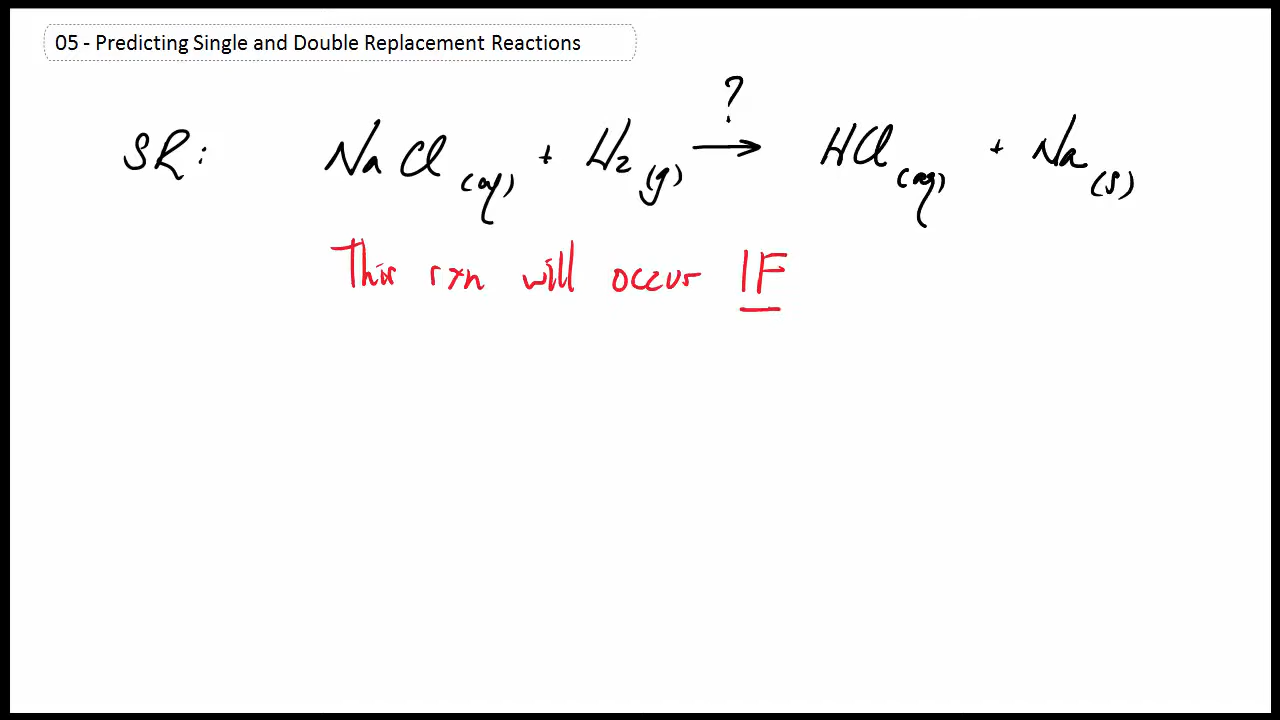 05 - Predicting Single and Double Replacement Reactions
?
SR: NaCl(aq) + H₂(g) → HCl(aq) + Na(s)
This rxn will occur IF